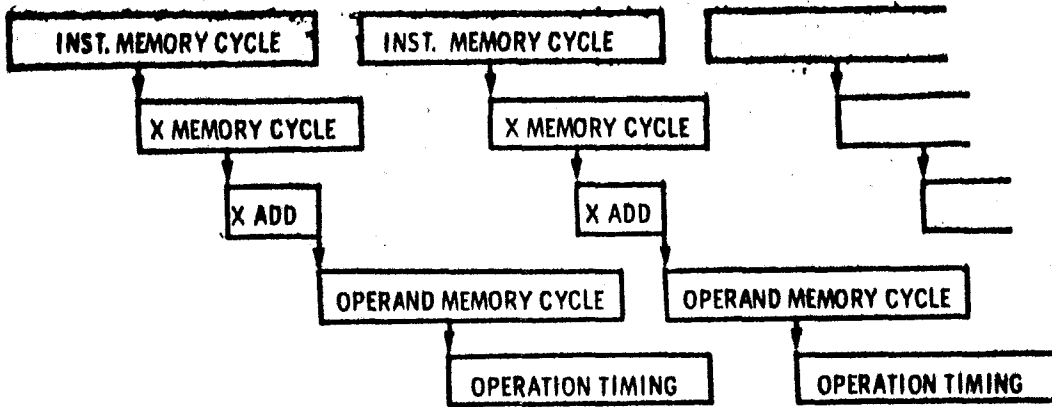 INST. MEMORY CYCLE
INST. MEMORY CYCLE
X MEMORY CYCLE
X MEMORY CYCLE
X ADD
X ADD
OPERAND MEMORY CYCLE
OPERAND MEMORY CYCLE
OPERATION TIMING
OPERATION TIMING